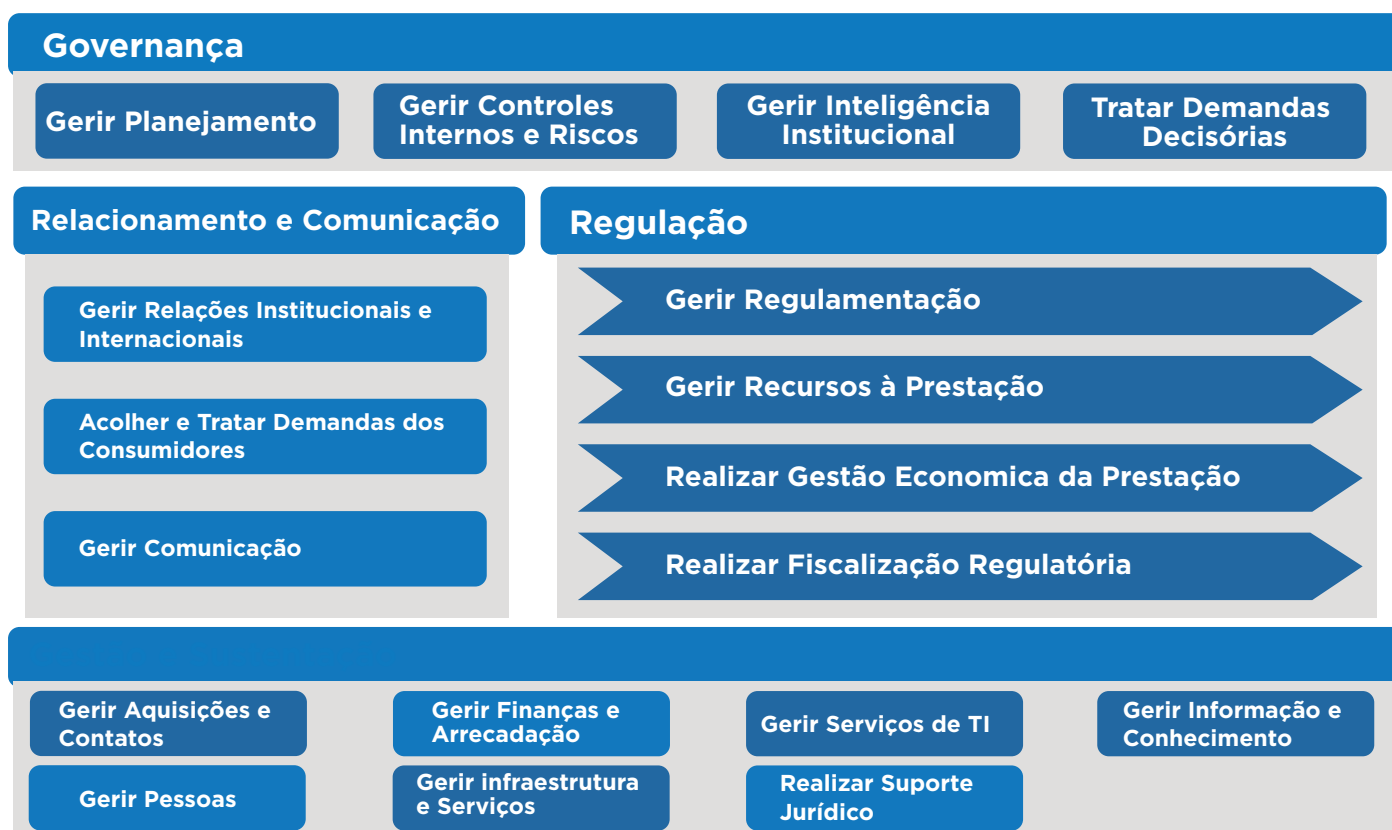 Governança
Gerir Planejamento
Gerir Controles
Internos e Riscos
Gerir Inteligência
Institucional
Tratar Demandas
Decisórias
Relacionamento e Comunicação
Gerir Relações Institucionais e
Internacionais
Acolher e Tratar Demandas dos
Consumidores
Gerir Comunicação
Regulação
Gerir Regulamentação
Gerir Recursos à Prestação
Realizar Gestão Economica da Prestação
Realizar Fiscalização Regulatória
Gerir Aquisições e
Contatos
Gerir Finanças e
Arrecadação
Gerir Serviços de TI
Gerir Informação e
Conhecimento
Gerir Pessoas
Gerir infraestrutura
e Serviços
Realizar Suporte
Jurídico